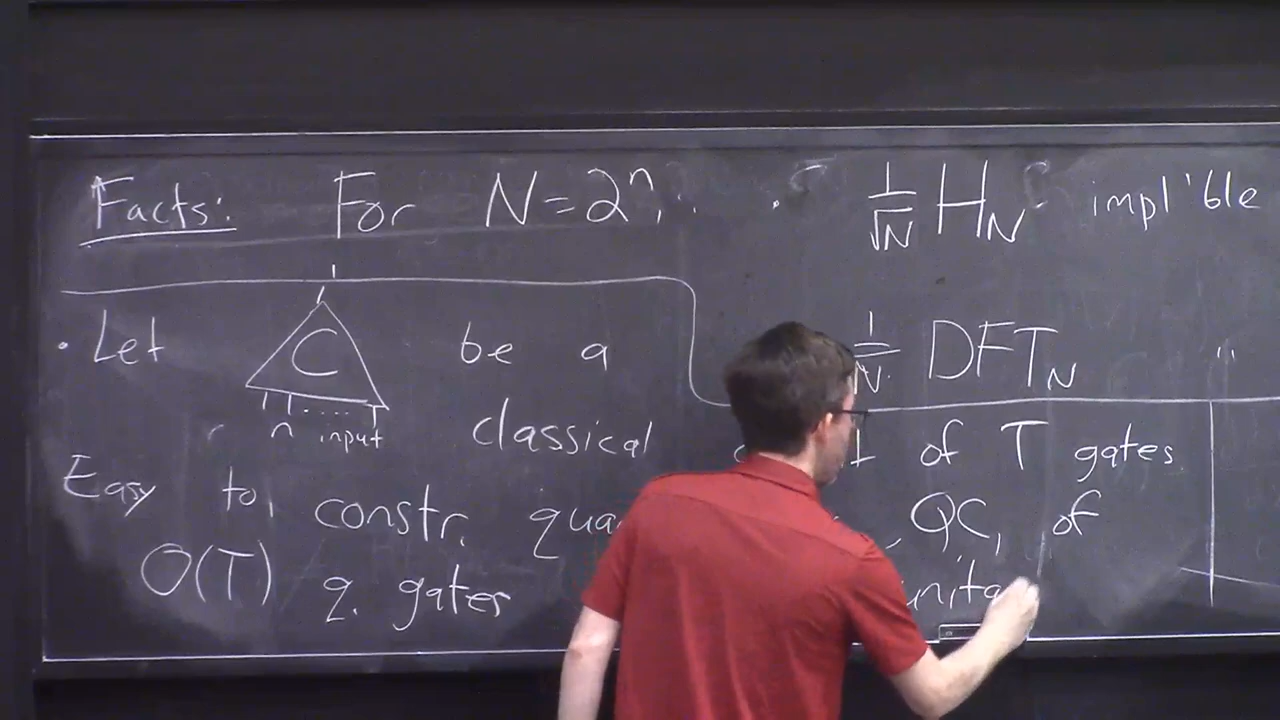 Facts: For N=2ⁿ,
• 1/√N H_N impl'ble
1/√N DFT_N "
• Let C be a
n input classical of T gates
Easy to constr. QC, of
O(T) q. gates